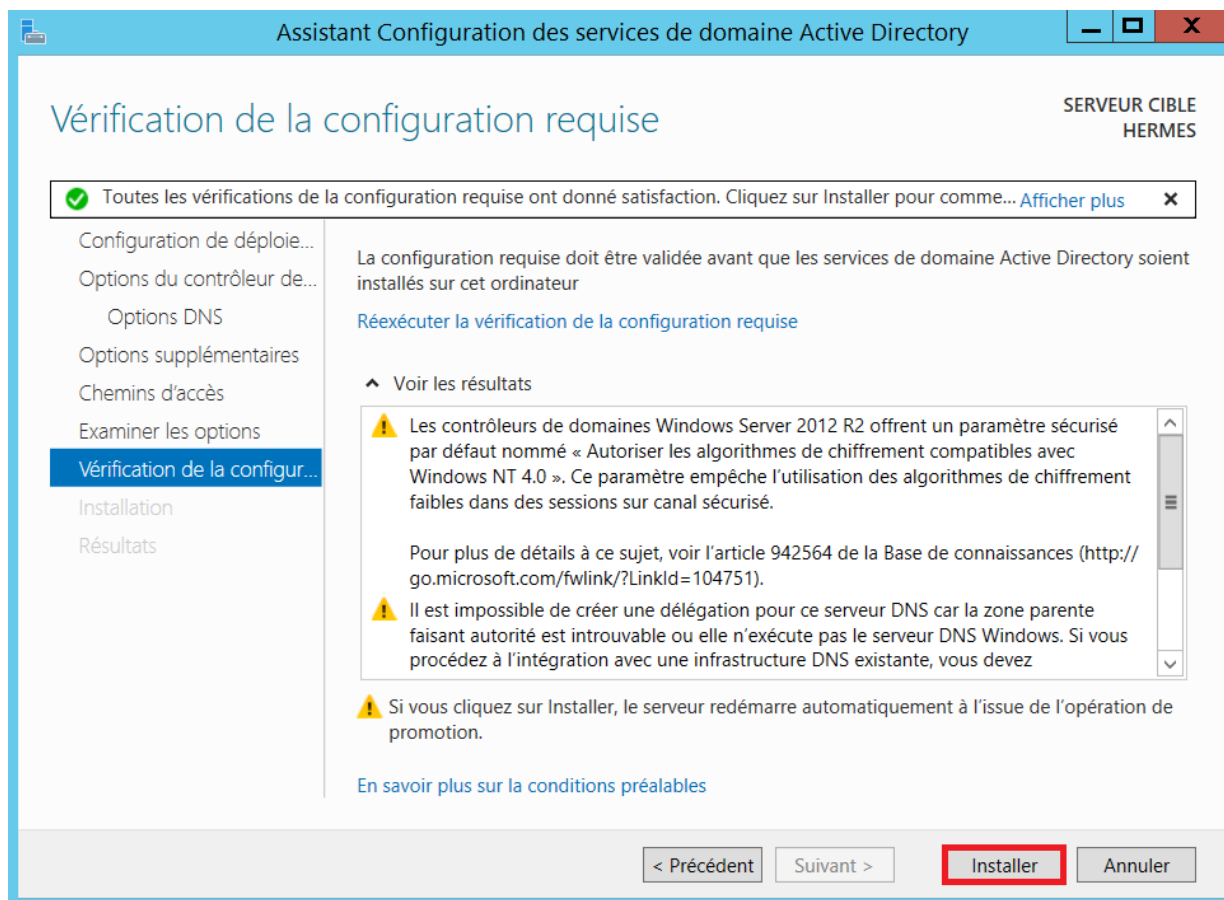 Assistant Configuration des services de domaine Active Directory
Vérification de la configuration requise
SERVEUR CIBLE
HERMES
Toutes les vérifications de la configuration requise ont donné satisfaction. Cliquez sur Installer pour comme... Afficher plus
Configuration de déploie...
Options du contrôleur de...
Options DNS
Options supplémentaires
Chemins d'accès
Examiner les options
Vérification de la configur...
Installation
Résultats
La configuration requise doit être validée avant que les services de domaine Active Directory soient
installés sur cet ordinateur
Réexécuter la vérification de la configuration requise
Voir les résultats
Les contrôleurs de domaines Windows Server 2012 R2 offrent un paramètre sécurisé
par défaut nommé « Autoriser les algorithmes de chiffrement compatibles avec
Windows NT 4.0 ». Ce paramètre empêche l'utilisation des algorithmes de chiffrement
faibles dans des sessions sur canal sécurisé.
Pour plus de détails à ce sujet, voir l'article 942564 de la Base de connaissances (http://
go.microsoft.com/fwlink/?LinkId=104751).
Il est impossible de créer une délégation pour ce serveur DNS car la zone parente
faisant autorité est introuvable ou elle n'exécute pas le serveur DNS Windows. Si vous
procédez à l'intégration avec une infrastructure DNS existante, vous devez
Si vous cliquez sur Installer, le serveur redémarre automatiquement à l'issue de l'opération de
promotion.
En savoir plus sur la conditions préalables
< Précédent
Suivant >
Installer
Annuler